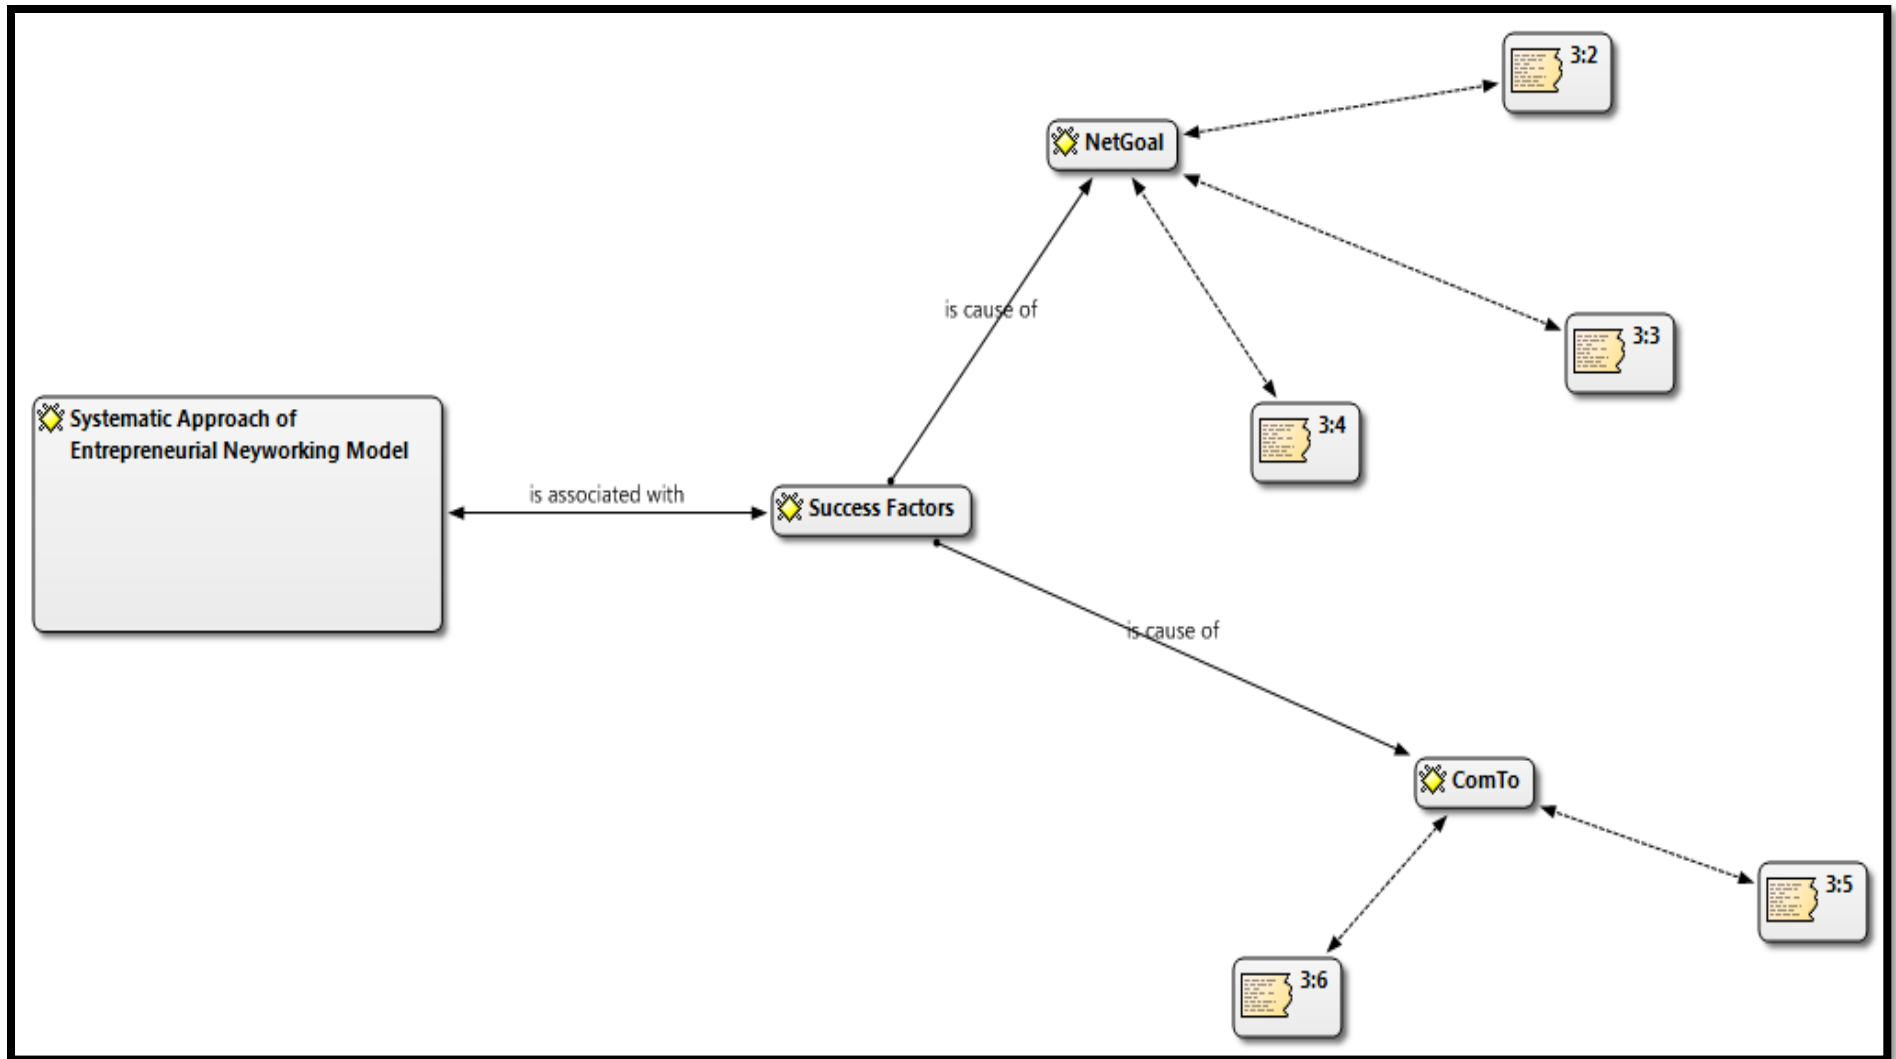 3:2
NetGoal
is cause of
3:3
3:4
Systematic Approach of
Entrepreneurial Neyworking Model
is associated with
Success Factors
is cause of
ComTo
3:5
3:6